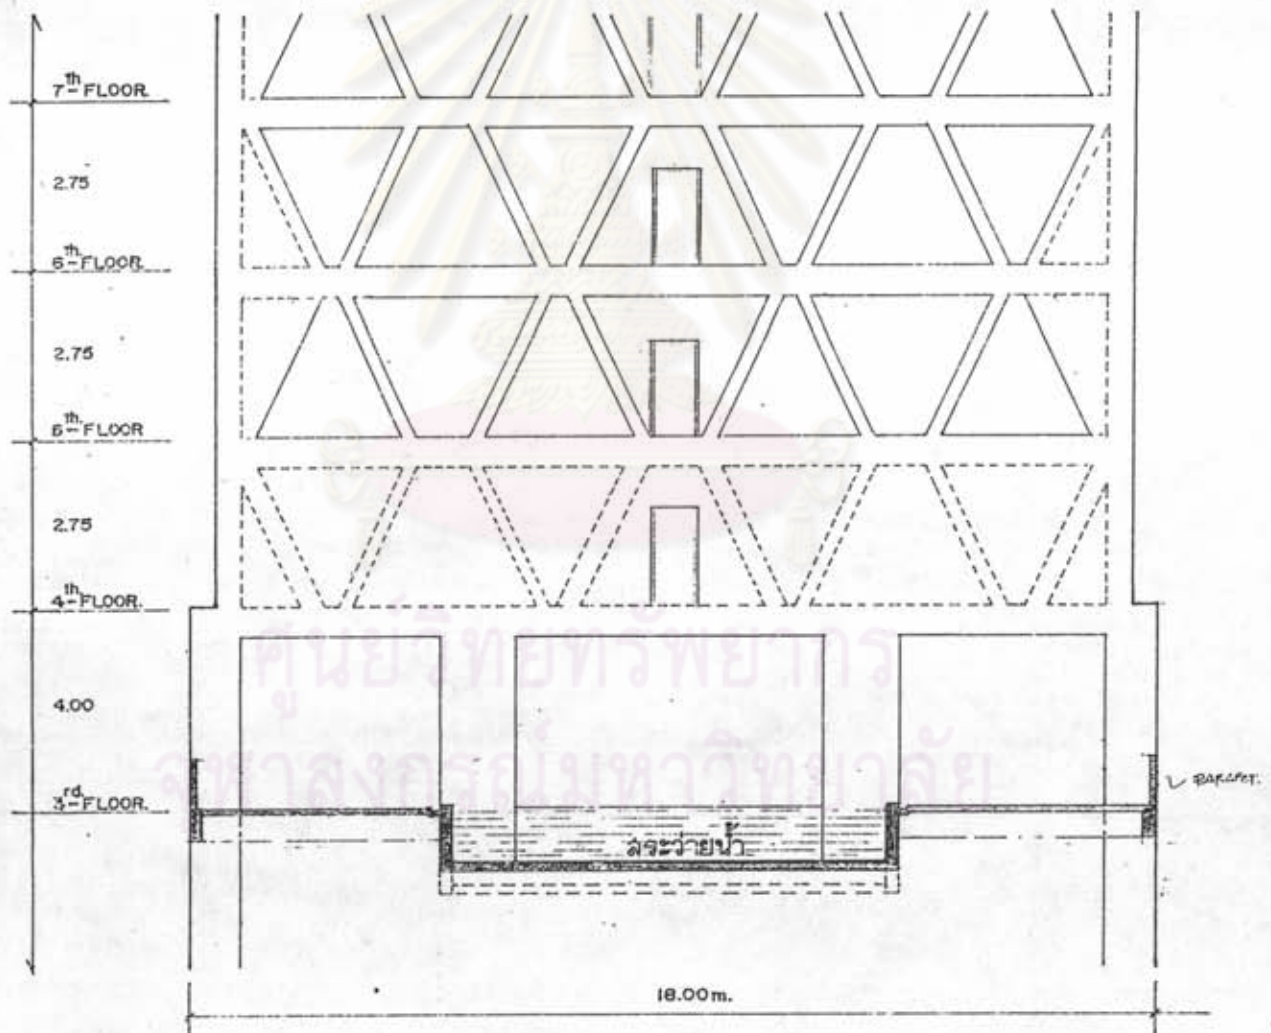 7th FLOOR.
2.75
6th FLOOR
2.75
6th FLOOR
2.75
4th FLOOR.
ศูนย์วิทยทรัพยากร
4.00
จุฬาลงกรณ์มหาวิทยาลัย
3rd FLOOR.
PARAPET.
สระว่ายน้ำ
18.00m.